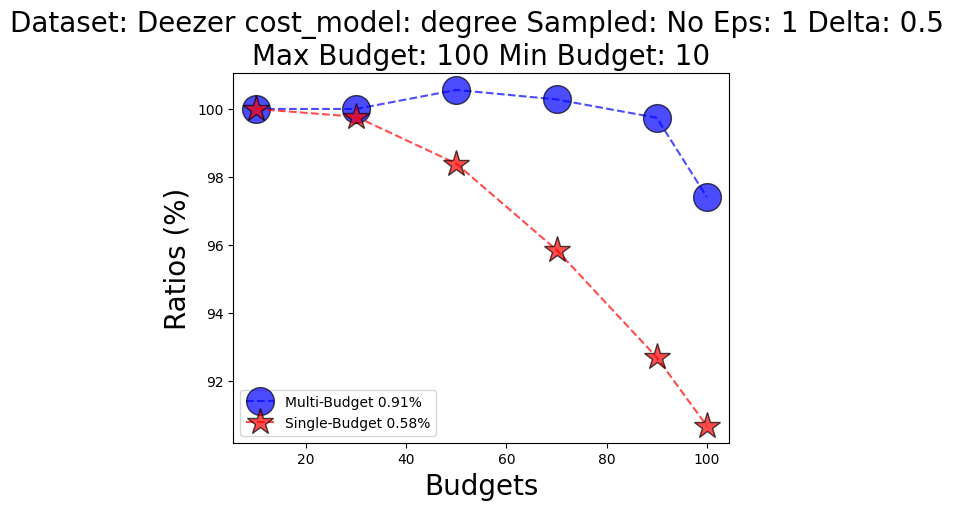 Dataset: Deezer cost_model: degree Sampled: No Eps: 1 Delta: 0.5
Max Budget: 100 Min Budget: 10
Ratios (%)
100
98
96
94
92
Multi-Budget 0.91%
Single-Budget 0.58%
20 40 60 80 100
Budgets